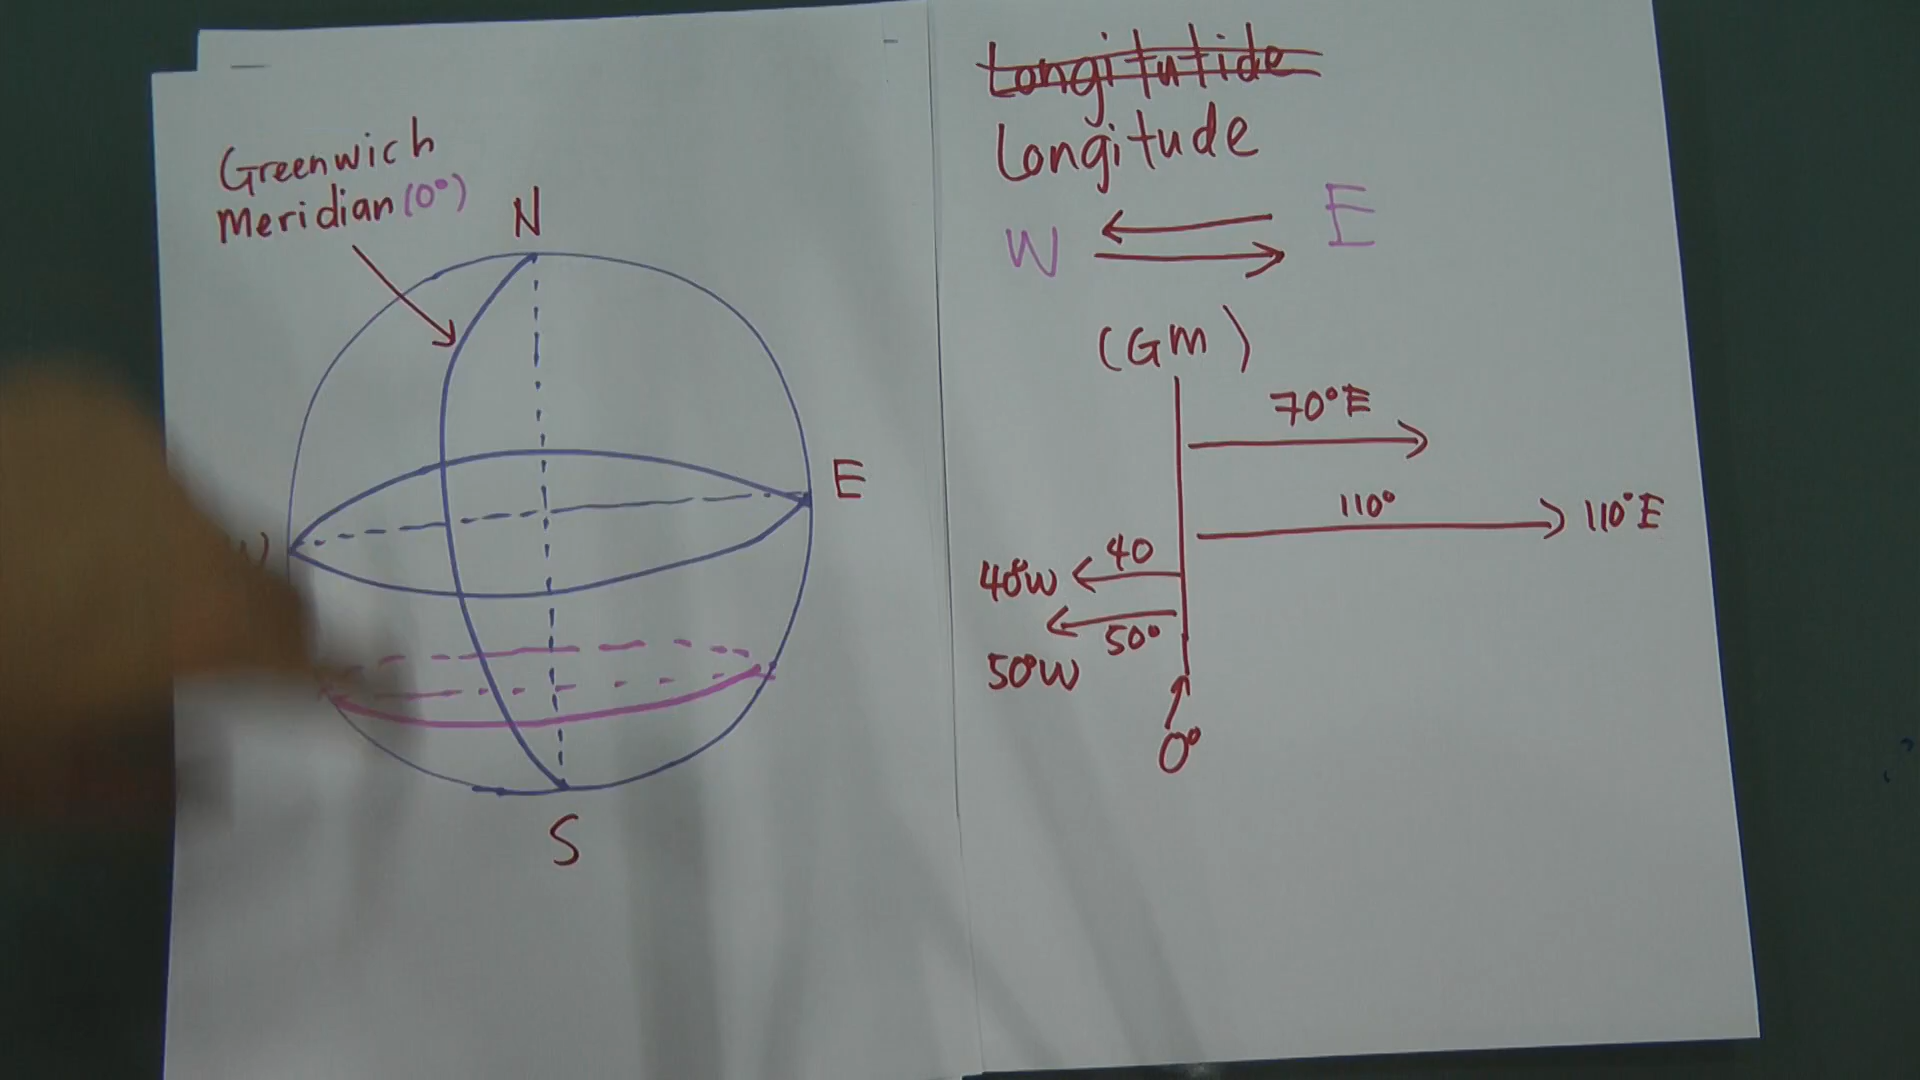 Greenwich
Meridian (0°)
N
E
S
Longitutide
Longitude
W E
(GM)
70°E
110°
110°E
40
40°W
50°
50°W
0°